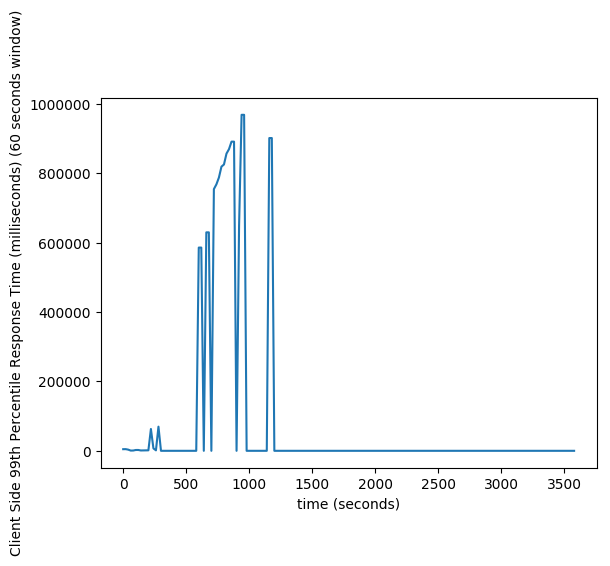 Client Side 99th Percentile Response Time (milliseconds) (60 seconds window)
1000000
800000
600000
400000
200000
0
0 500 1000 1500 2000 2500 3000 3500
time (seconds)